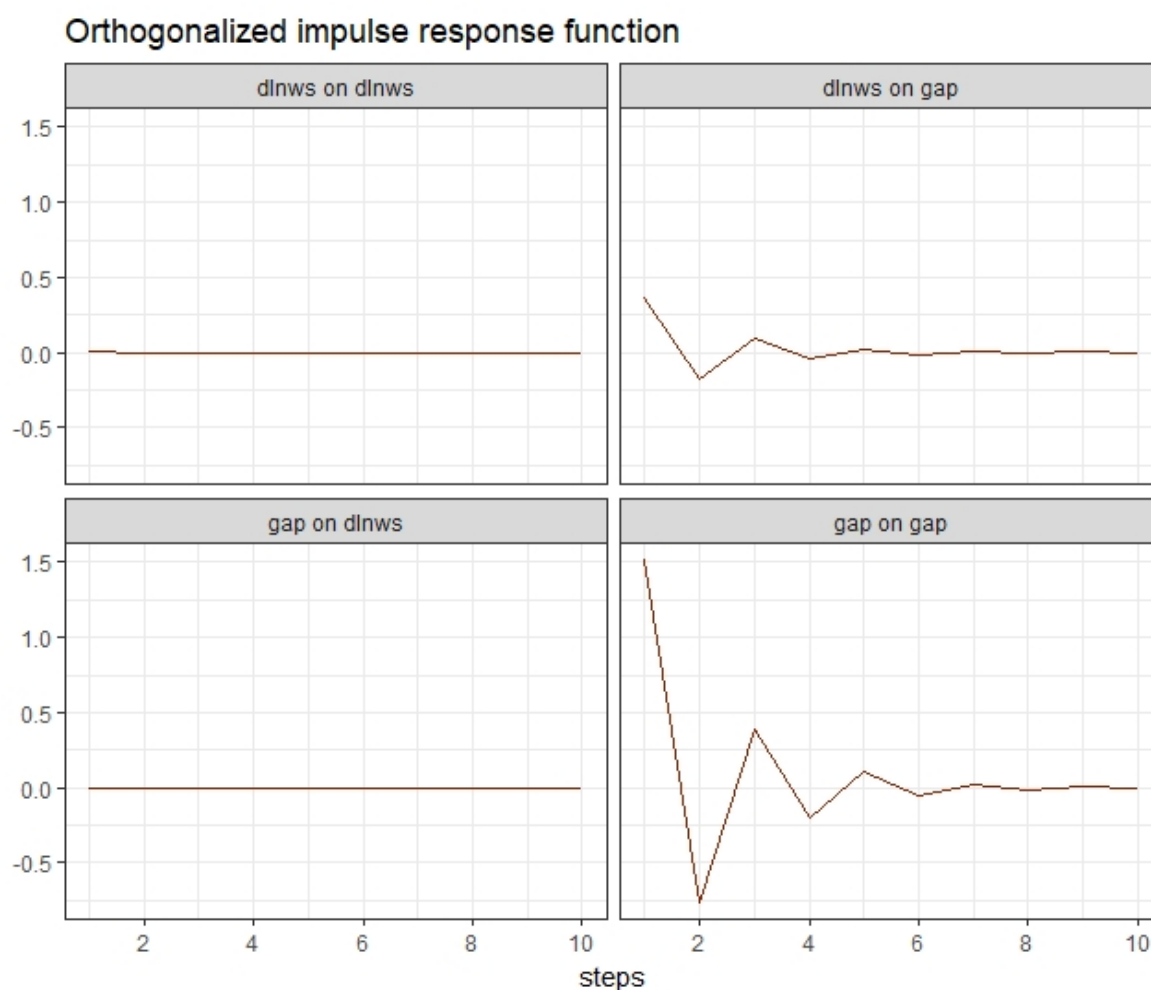 Orthogonalized impulse response function
dlnws on dlnws
dlnws on gap
1.5
1.0
0.5
0.0
-0.5
gap on dlnws
gap on gap
1.5
1.0
0.5
0.0
-0.5
2 4 6 8 10
2 4 6 8 10
steps